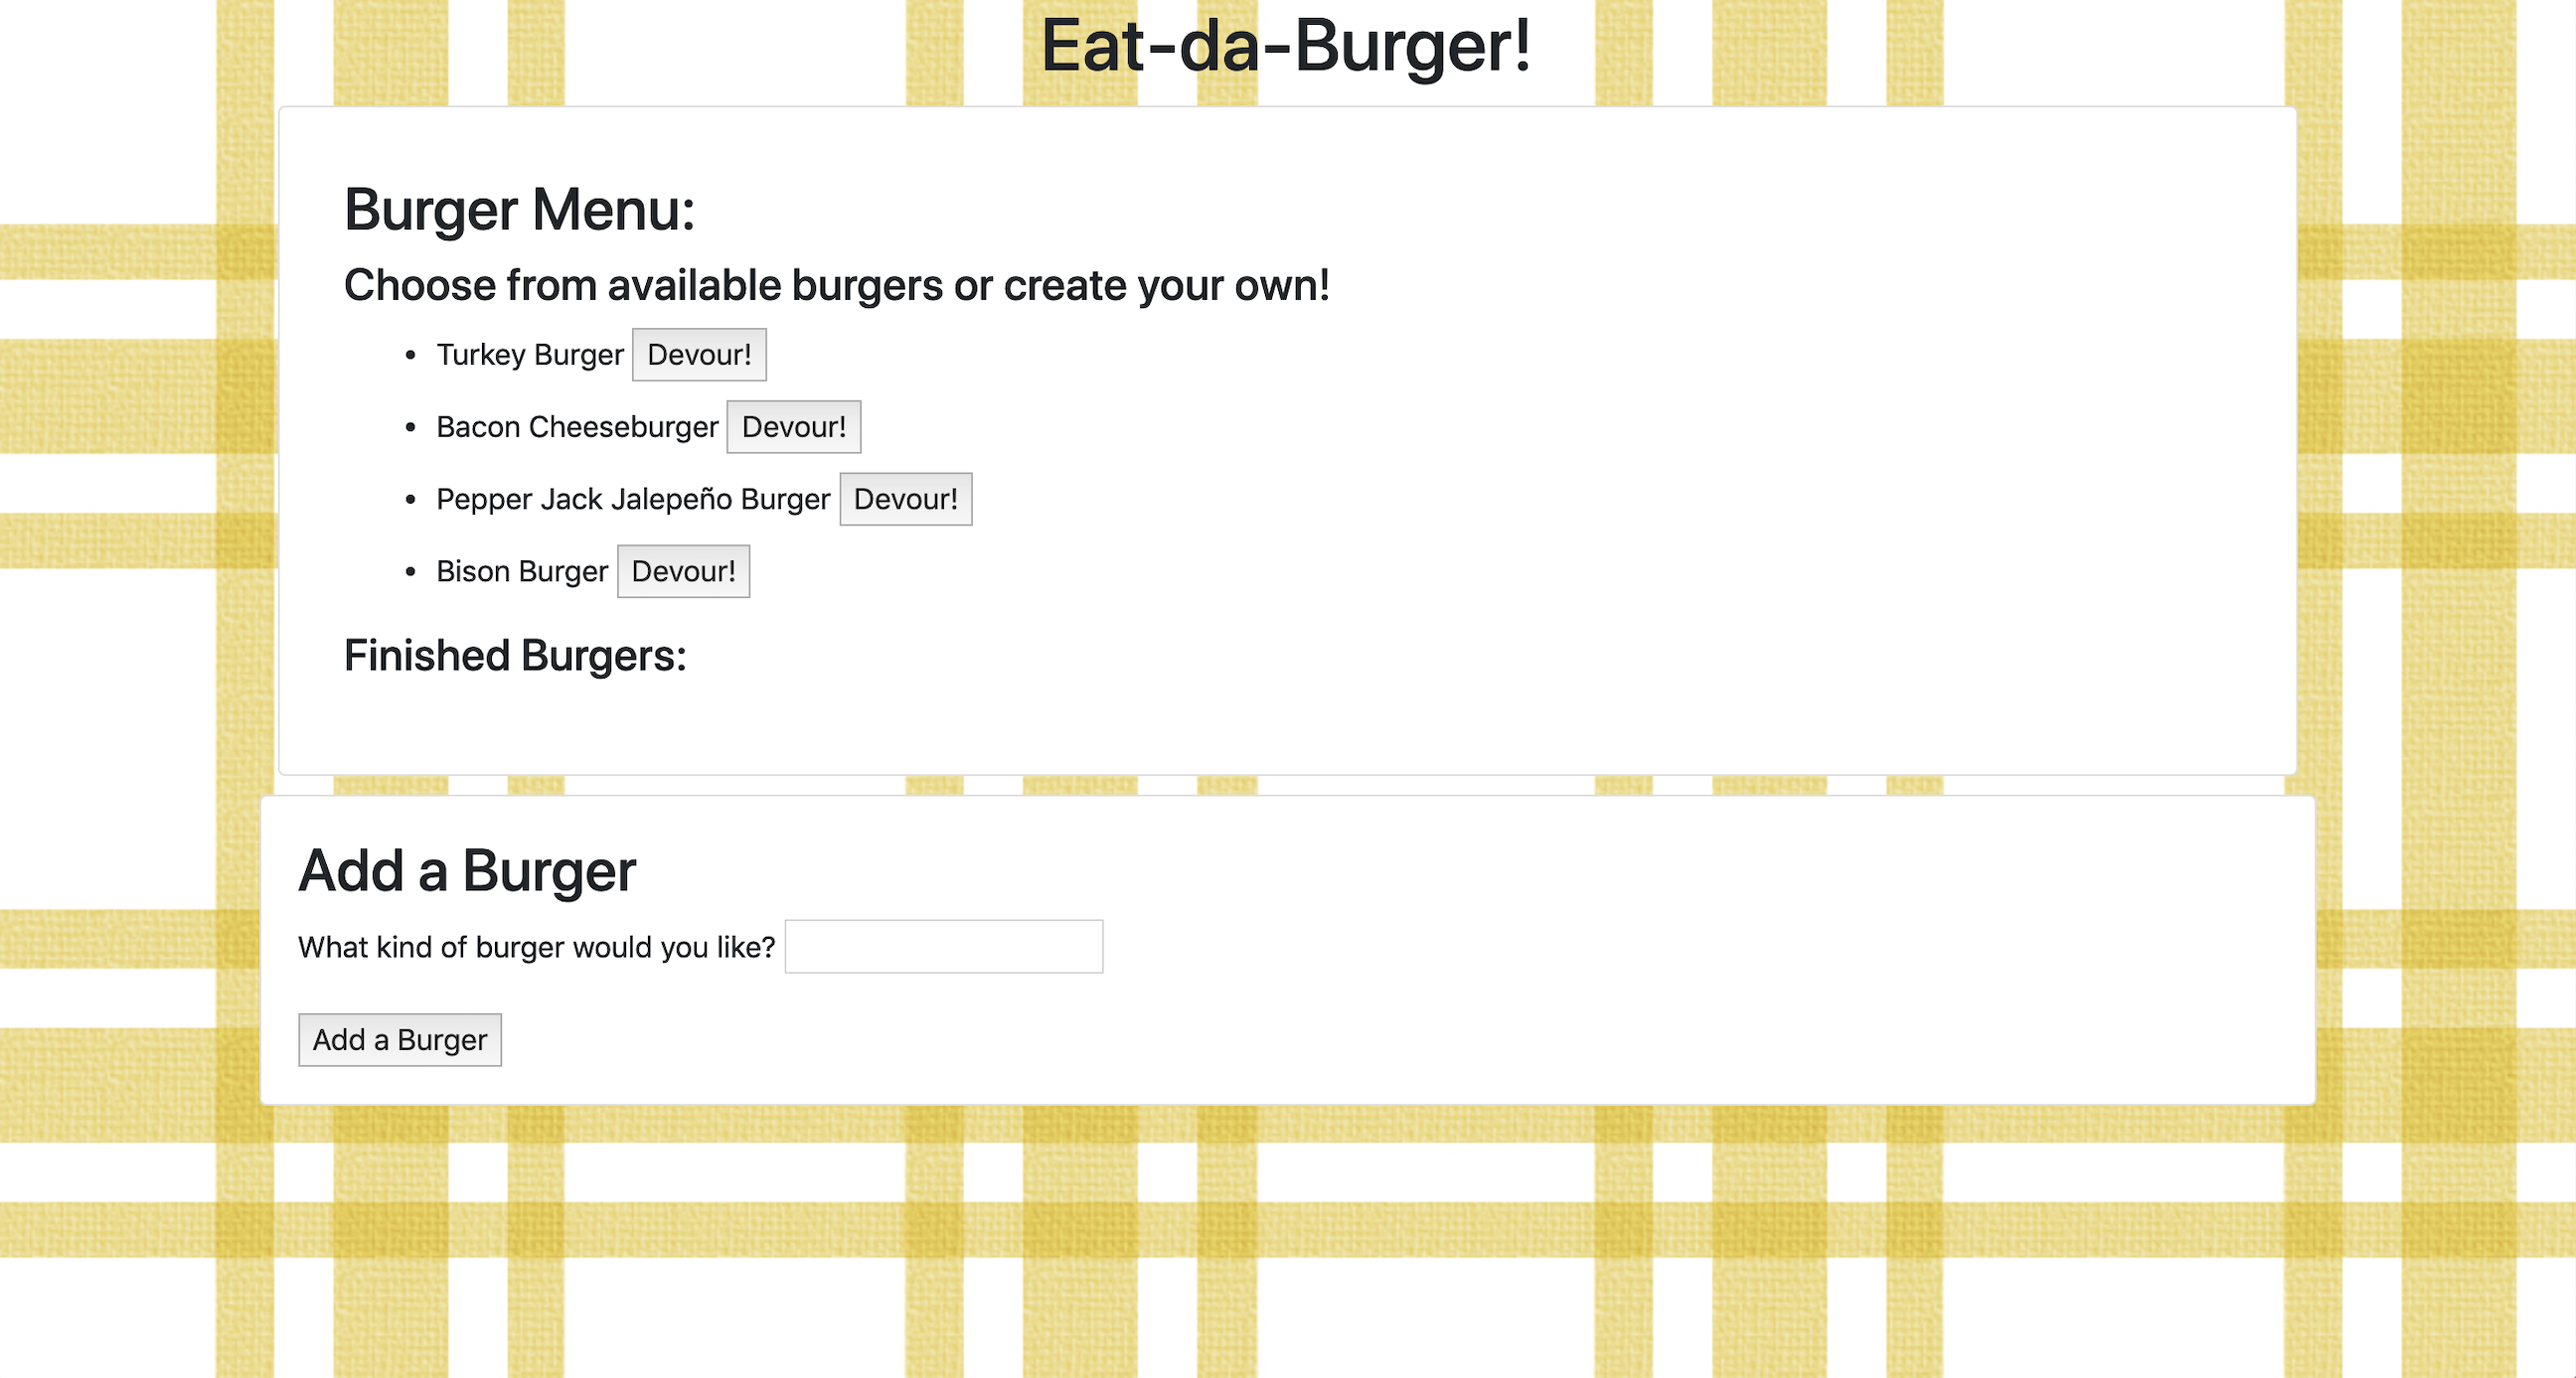 Eat-da-Burger!
Burger Menu:
Choose from available burgers or create your own!
• Turkey Burger Devour!
• Bacon Cheeseburger Devour!
• Pepper Jack Jalepeño Burger Devour!
• Bison Burger Devour!
Finished Burgers:
Add a Burger
What kind of burger would you like?
Add a Burger